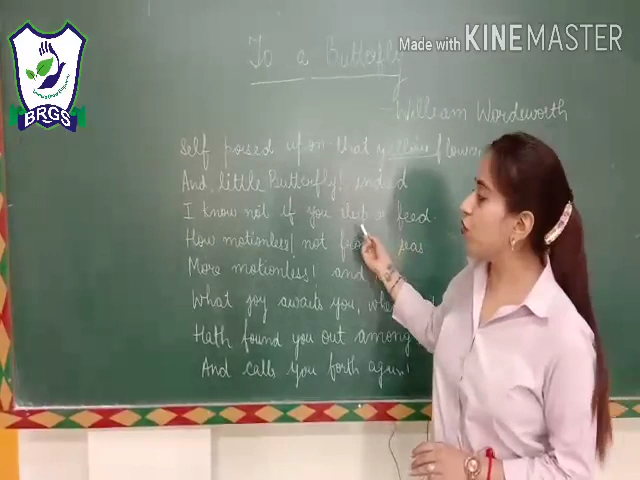 To a Butterfly
Made with KINEMASTER
- William Wordsworth
BRGS
Self poised upon that yellow flower
And, little Butterfly! indeed
I know not if you sleep or feed.
How motionless! not frozen seas
More motionless! and
What joy awaits you, when
Hath found you out among
And calls you forth again!